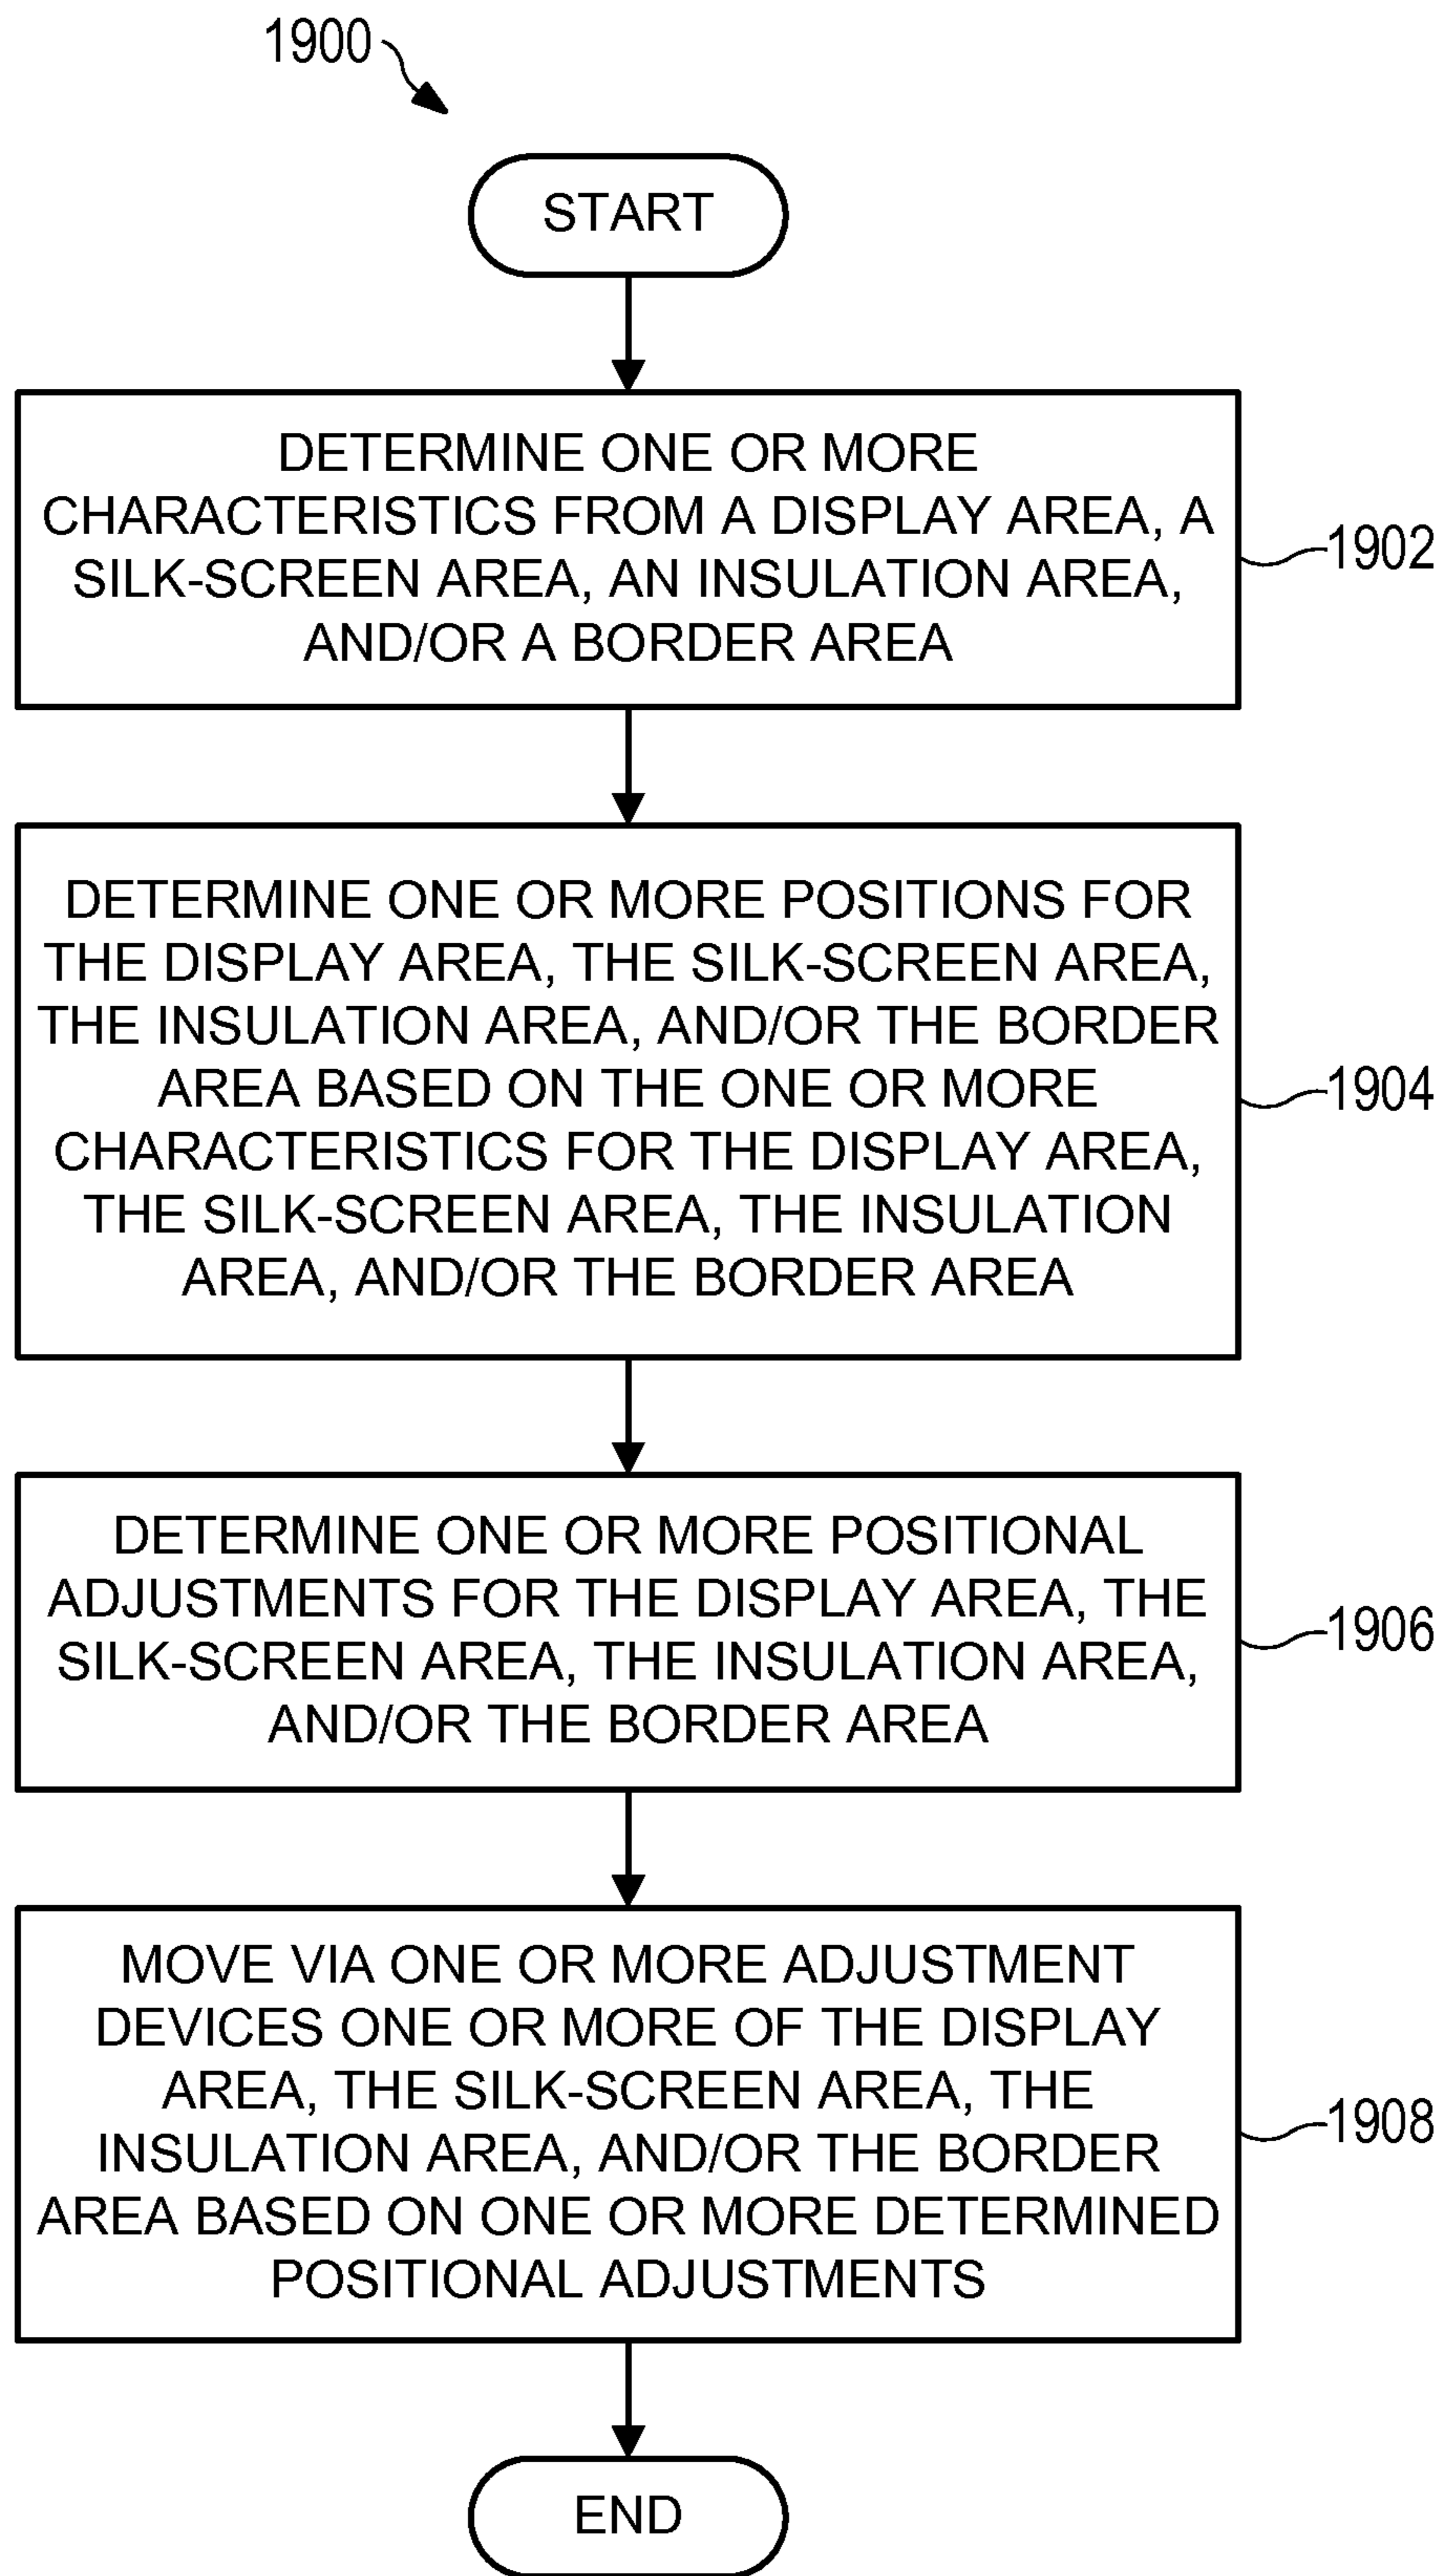 1900
START
DETERMINE ONE OR MORE
CHARACTERISTICS FROM A DISPLAY AREA, A
SILK-SCREEN AREA, AN INSULATION AREA,
AND/OR A BORDER AREA
1902
DETERMINE ONE OR MORE POSITIONS FOR
THE DISPLAY AREA, THE SILK-SCREEN AREA,
THE INSULATION AREA, AND/OR THE BORDER
AREA BASED ON THE ONE OR MORE
CHARACTERISTICS FOR THE DISPLAY AREA,
THE SILK-SCREEN AREA, THE INSULATION
AREA, AND/OR THE BORDER AREA
1904
DETERMINE ONE OR MORE POSITIONAL
ADJUSTMENTS FOR THE DISPLAY AREA, THE
SILK-SCREEN AREA, THE INSULATION AREA,
AND/OR THE BORDER AREA
1906
MOVE VIA ONE OR MORE ADJUSTMENT
DEVICES ONE OR MORE OF THE DISPLAY
AREA, THE SILK-SCREEN AREA, THE
INSULATION AREA, AND/OR THE BORDER
AREA BASED ON ONE OR MORE DETERMINED
POSITIONAL ADJUSTMENTS
1908
END